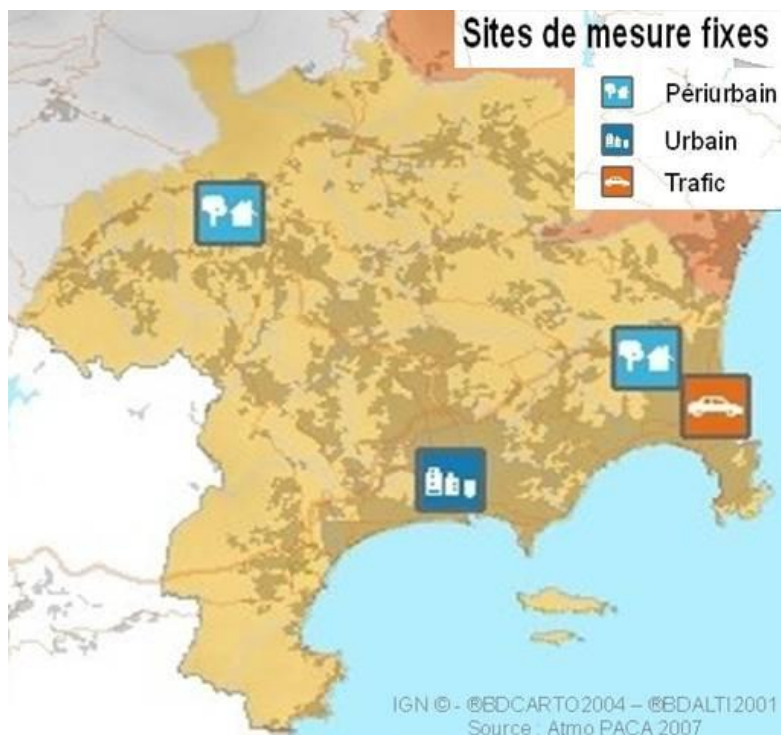 Sites de mesure fixes
Périurbain
Urbain
Trafic
IGN © - ®BDCARTO2004 – ®BDALTI2001
Source : Atmo PACA 2007